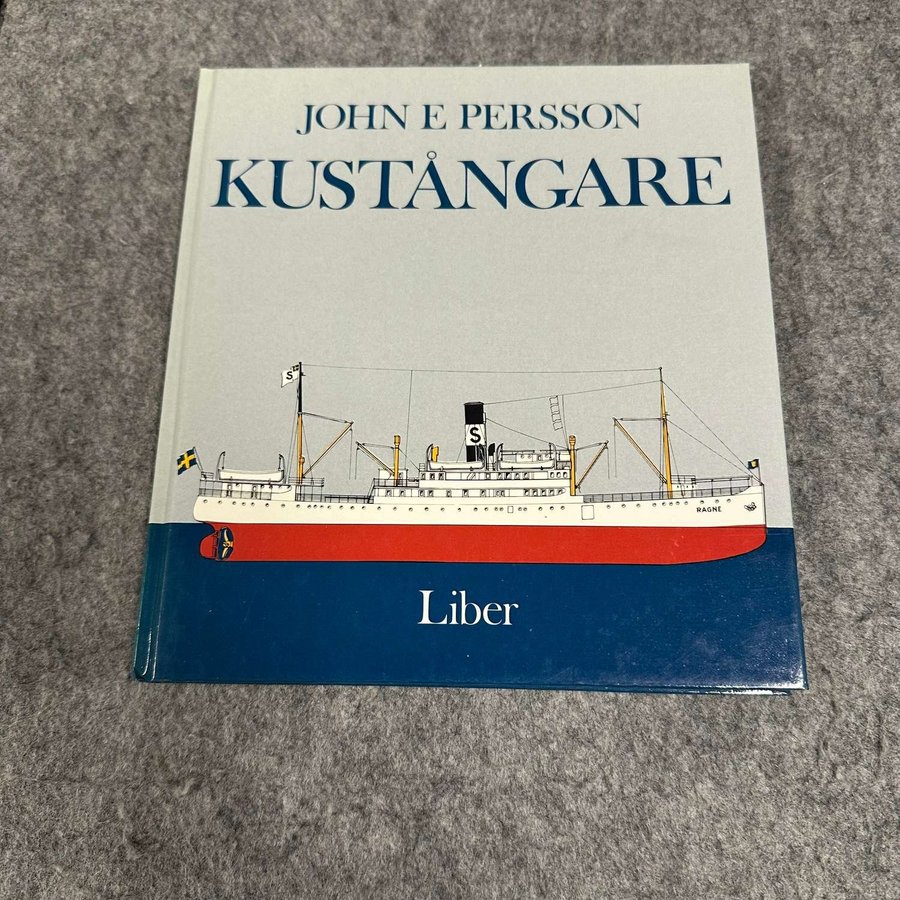 JOHN E PERSSON
KUSTÅNGARE
S
S
RAGNE
Liber